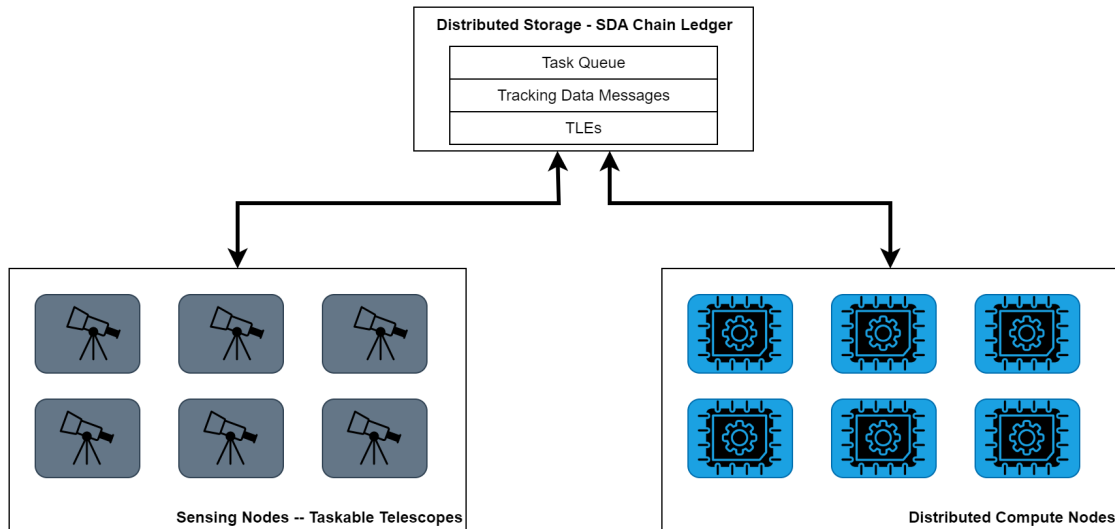 Distributed Storage - SDA Chain Ledger
Task Queue
Tracking Data Messages
TLEs
Sensing Nodes -- Taskable Telescopes
Distributed Compute Nodes